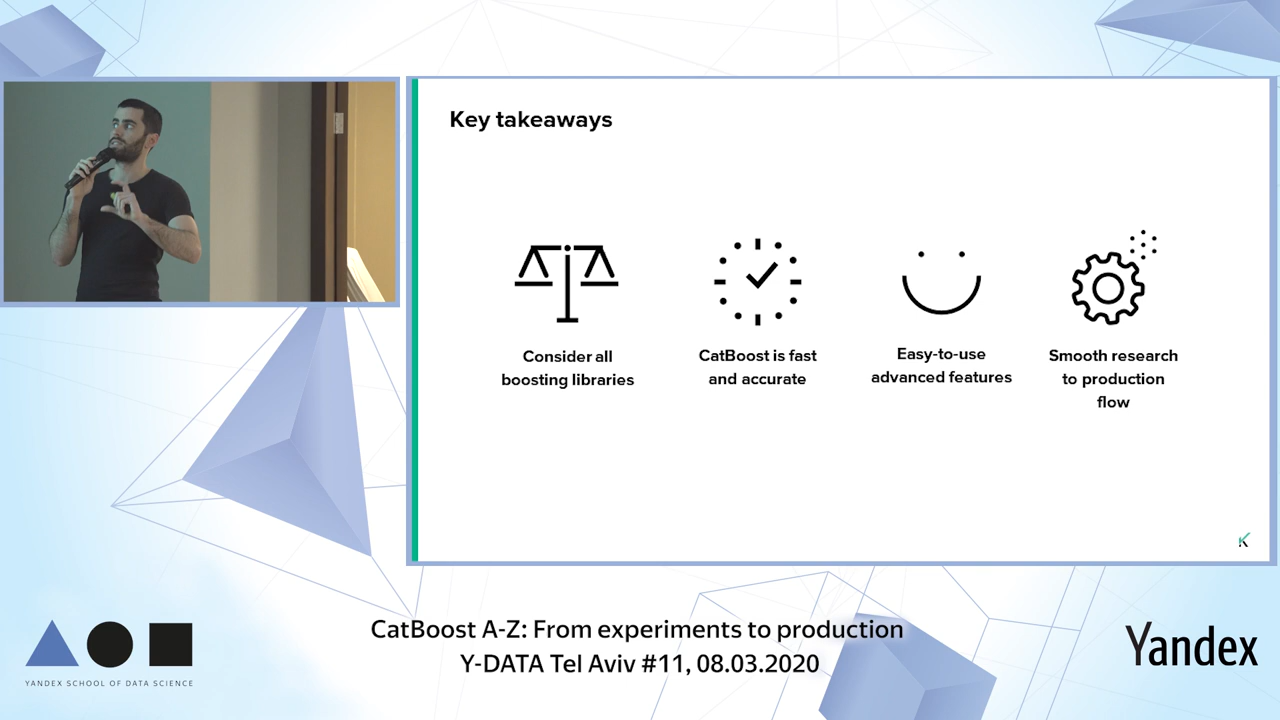 Key takeaways
Consider all
boosting libraries
CatBoost is fast
and accurate
Easy-to-use
advanced features
Smooth research
to production
flow
K
CatBoost A-Z: From experiments to production
Y-DATA Tel Aviv #11, 08.03.2020
YANDEX SCHOOL OF DATA SCIENCE
Yandex